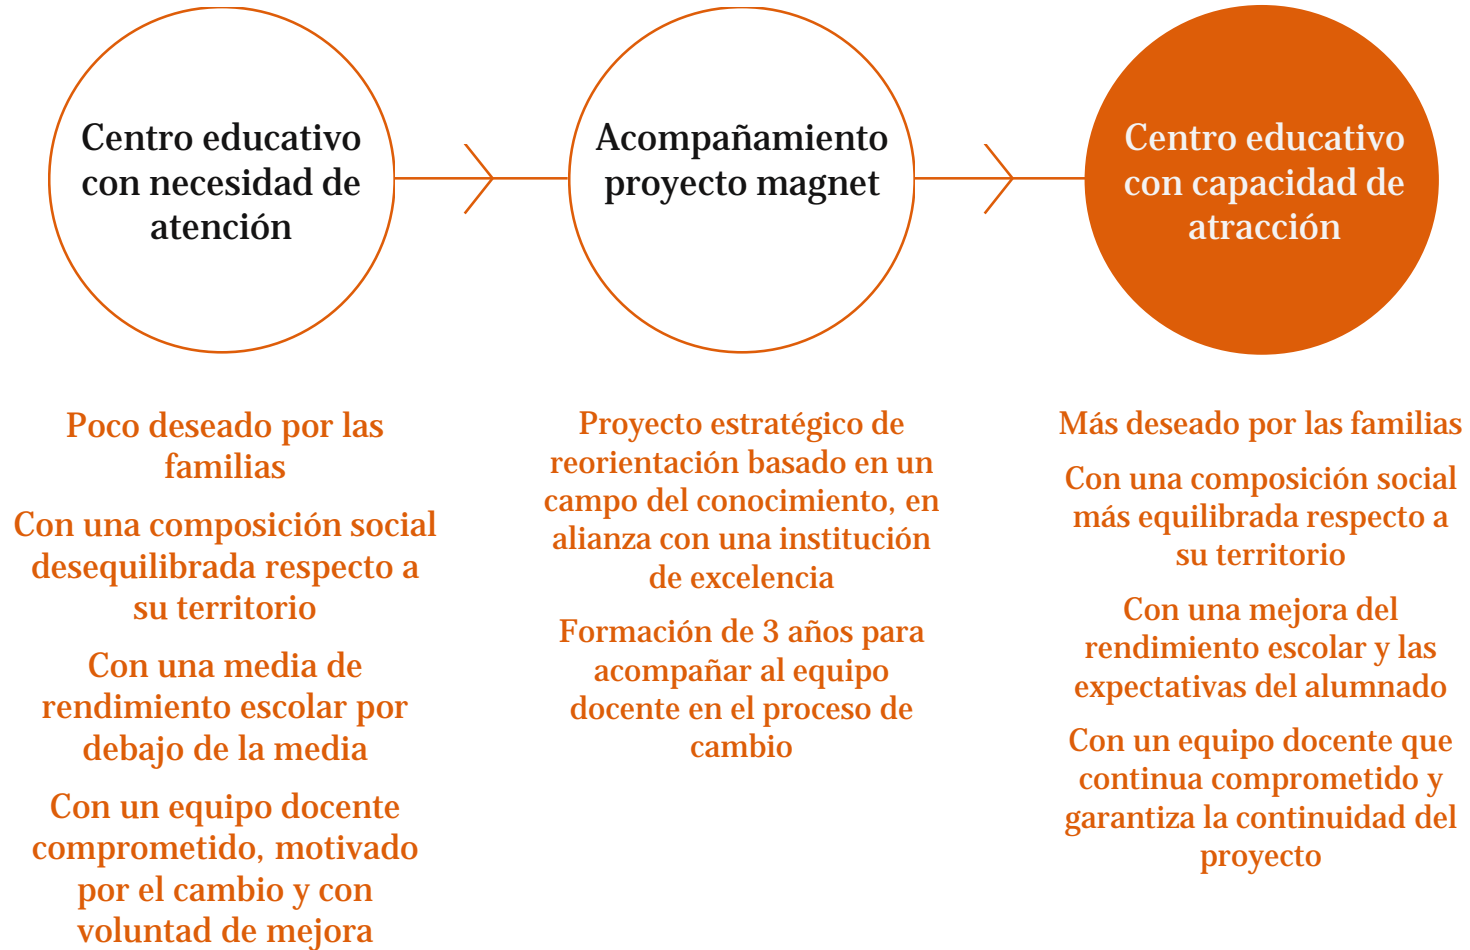 Centro educativo
con necesidad de
atención
Acompañamiento
proyecto magnet
Centro educativo
con capacidad de
atracción
Poco deseado por las
familias
Con una composición social
desequilibrada respecto a
su territorio
Con una media de
rendimiento escolar por
debajo de la media
Con un equipo docente
comprometido, motivado
por el cambio y con
voluntad de mejora
Proyecto estratégico de
reorientación basado en un
campo del conocimiento, en
alianza con una institución
de excelencia
Formación de 3 años para
acompañar al equipo
docente en el proceso de
cambio
Más deseado por las familias
Con una composición social
más equilibrada respecto a
su territorio
Con una mejora del
rendimiento escolar y las
expectativas del alumnado
Con un equipo docente que
continua comprometido y
garantiza la continuidad del
proyecto